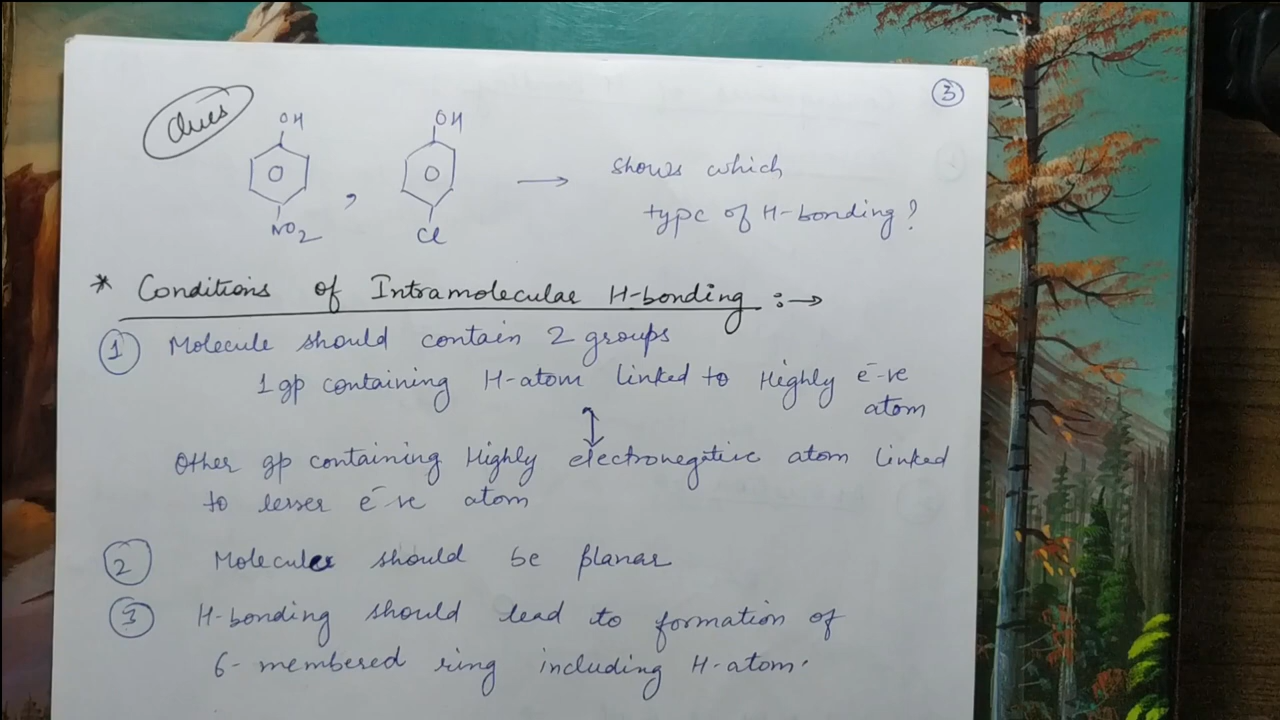 ③
Ques
OH OH
, → shows which
type of H-bonding?
NO2 Cl
* Conditions of Intramolecular H-bonding :→
① Molecule should contain 2 groups
1 gp containing H-atom linked to Highly e-ve
atom
↕
Other gp containing Highly electronegative atom linked
to lesser e-ve atom
② Molecule should be planar
③ H-bonding should lead to formation of
6-membered ring including H-atom.